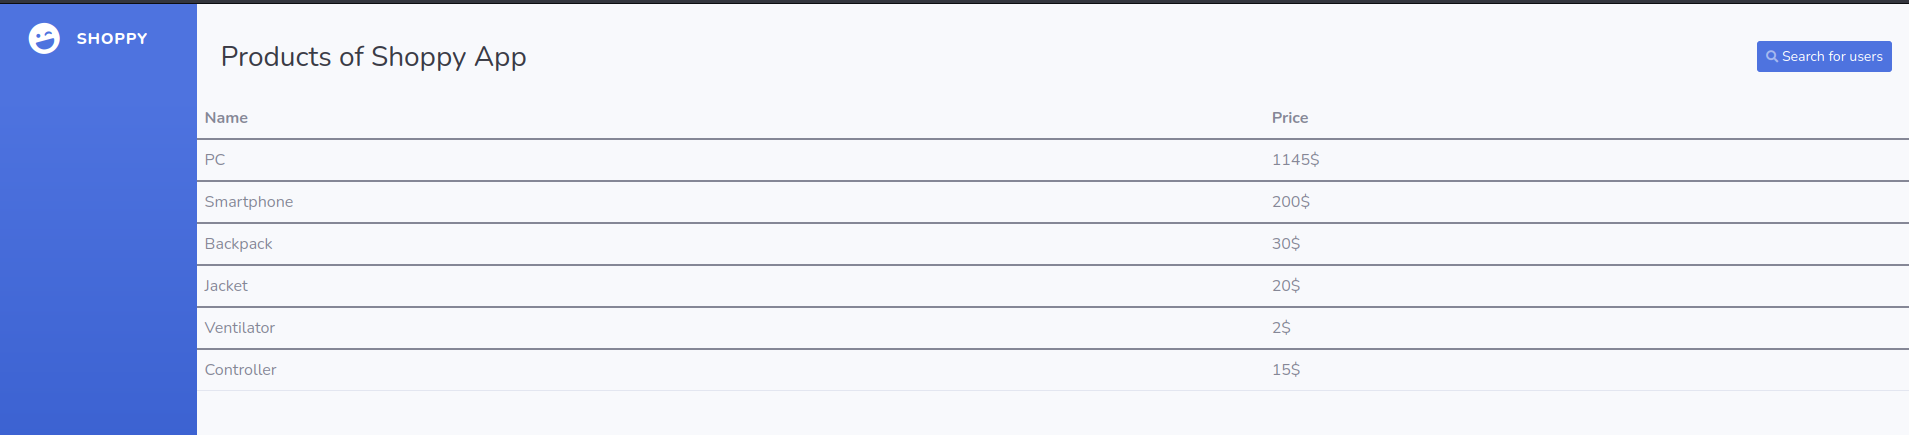 SHOPPY
Products of Shoppy App
Search for users
Name Price
PC 1145$
Smartphone 200$
Backpack 30$
Jacket 20$
Ventilator 2$
Controller 15$